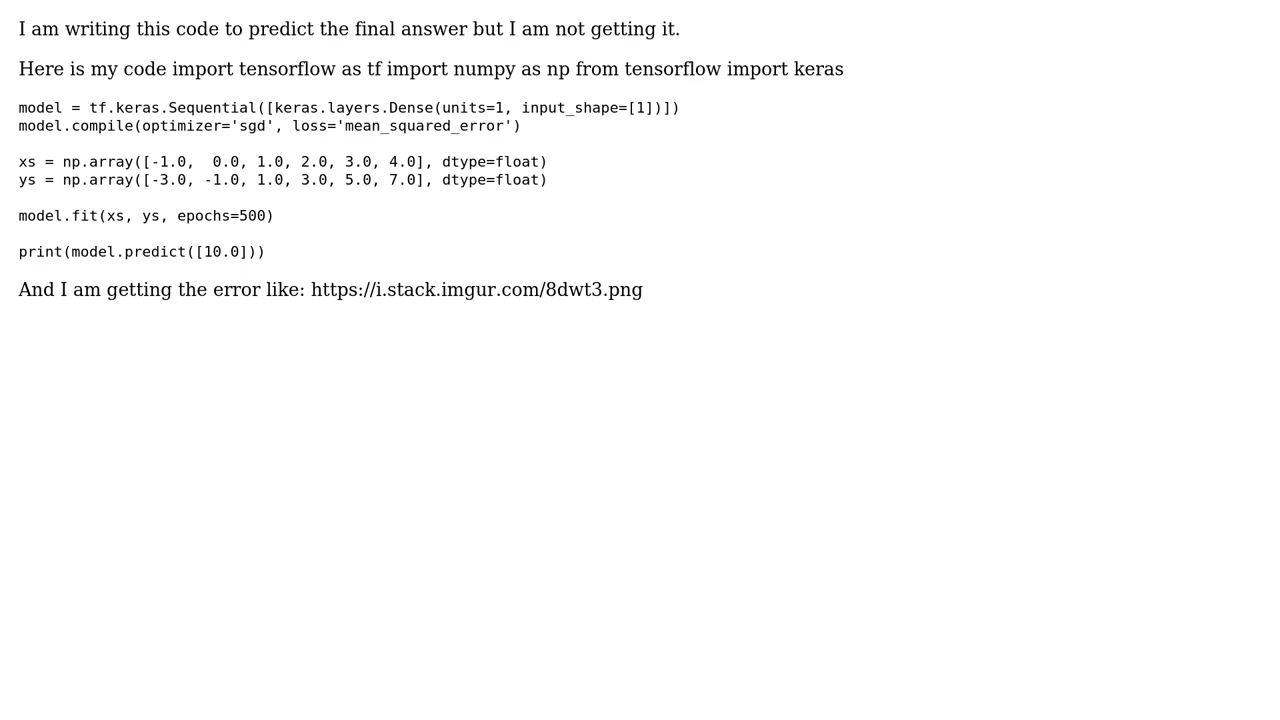 I am writing this code to predict the final answer but I am not getting it.
Here is my code import tensorflow as tf import numpy as np from tensorflow import keras
model = tf.keras.Sequential([keras.layers.Dense(units=1, input_shape=[1])])
model.compile(optimizer='sgd', loss='mean_squared_error')
xs = np.array([-1.0,  0.0, 1.0, 2.0, 3.0, 4.0], dtype=float)
ys = np.array([-3.0, -1.0, 1.0, 3.0, 5.0, 7.0], dtype=float)
model.fit(xs, ys, epochs=500)
print(model.predict([10.0]))
And I am getting the error like: https://i.stack.imgur.com/8dwt3.png